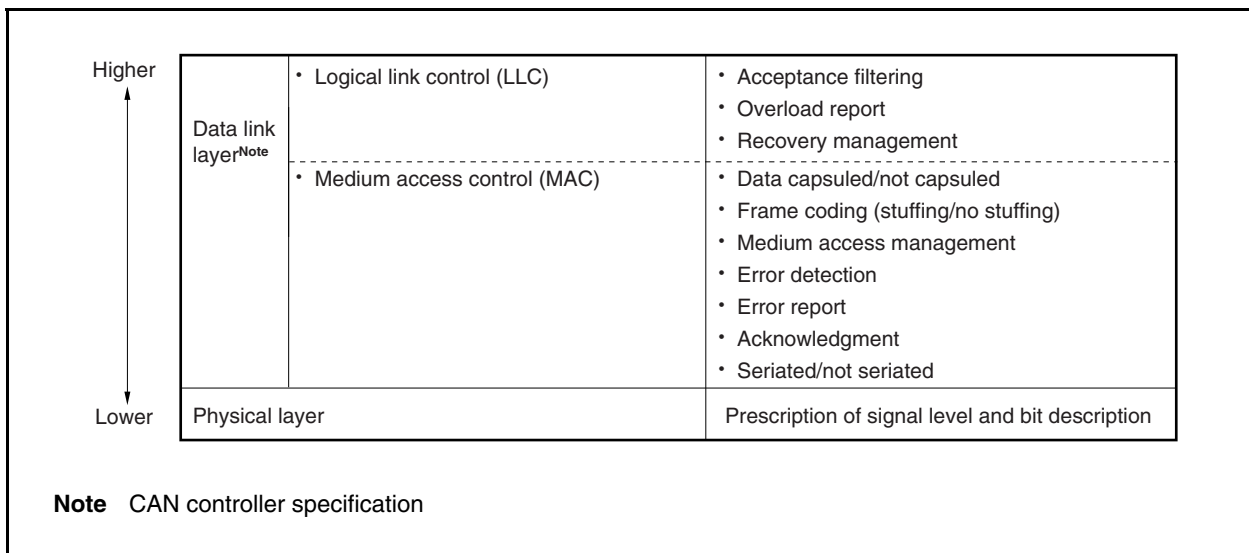 Higher
Data link
layerNote
• Logical link control (LLC)
• Acceptance filtering
• Overload report
• Recovery management
• Medium access control (MAC)
• Data capsuled/not capsuled
• Frame coding (stuffing/no stuffing)
• Medium access management
• Error detection
• Error report
• Acknowledgment
• Seriated/not seriated
Lower
Physical layer
Prescription of signal level and bit description
Note CAN controller specification